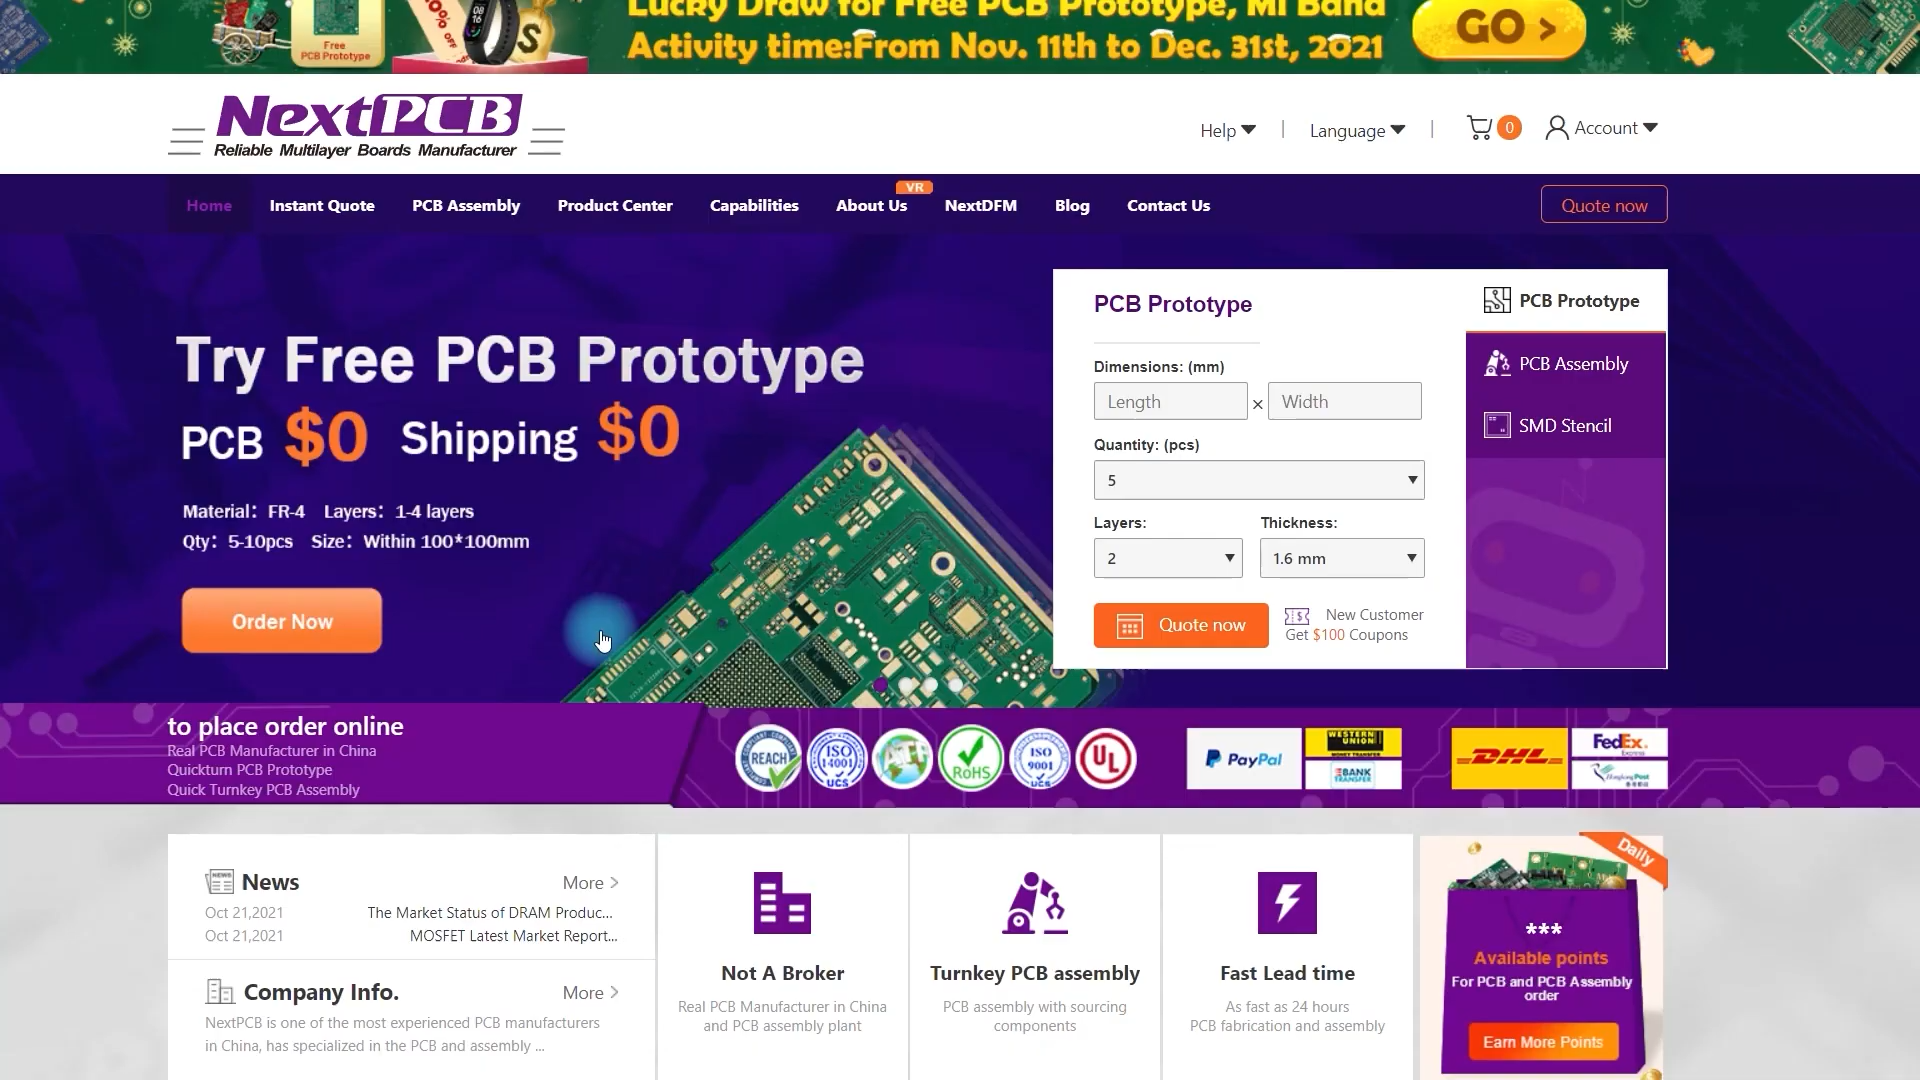 Lucky Draw for Free PCB Prototype, Mi Band
Activity time:From Nov. 11th to Dec. 31st, 2021
GO >
Free
PCB Prototype
0% OFF
08
16
$
NextPCB
Reliable Multilayer Boards Manufacturer
Help
Language
0
Account
Home
Instant Quote
PCB Assembly
Product Center
Capabilities
About Us
VR
NextDFM
Blog
Contact Us
Quote now
Try Free PCB Prototype
PCB $0 Shipping $0
Material: FR-4 Layers: 1-4 layers
Qty: 5-10pcs Size: Within 100*100mm
Order Now
PCB Prototype
Dimensions: (mm)
Length × Width
Quantity: (pcs)
5
Layers: Thickness:
2 1.6 mm
Quote now
New Customer
Get $100 Coupons
PCB Prototype
PCB Assembly
SMD Stencil
to place order online
Real PCB Manufacturer in China
Quickturn PCB Prototype
Quick Turnkey PCB Assembly
REACH
ISO
14001
UCS
RoHS
ISO
9001
UCS
UL
PayPal
WESTERN
UNION
MONEY TRANSFER
BANK
TRANSFER
DHL
FedEx
Express
Hongkong Post
News
More >
Oct 21,2021 The Market Status of DRAM Produc...
Oct 21,2021 MOSFET Latest Market Report...
Company Info.
More >
NextPCB is one of the most experienced PCB manufacturers
in China, has specialized in the PCB and assembly ...
Not A Broker
Real PCB Manufacturer in China
and PCB assembly plant
Turnkey PCB assembly
PCB assembly with sourcing
components
Fast Lead time
As fast as 24 hours
PCB fabrication and assembly
Daily
***
Available points
For PCB and PCB Assembly
order
Earn More Points